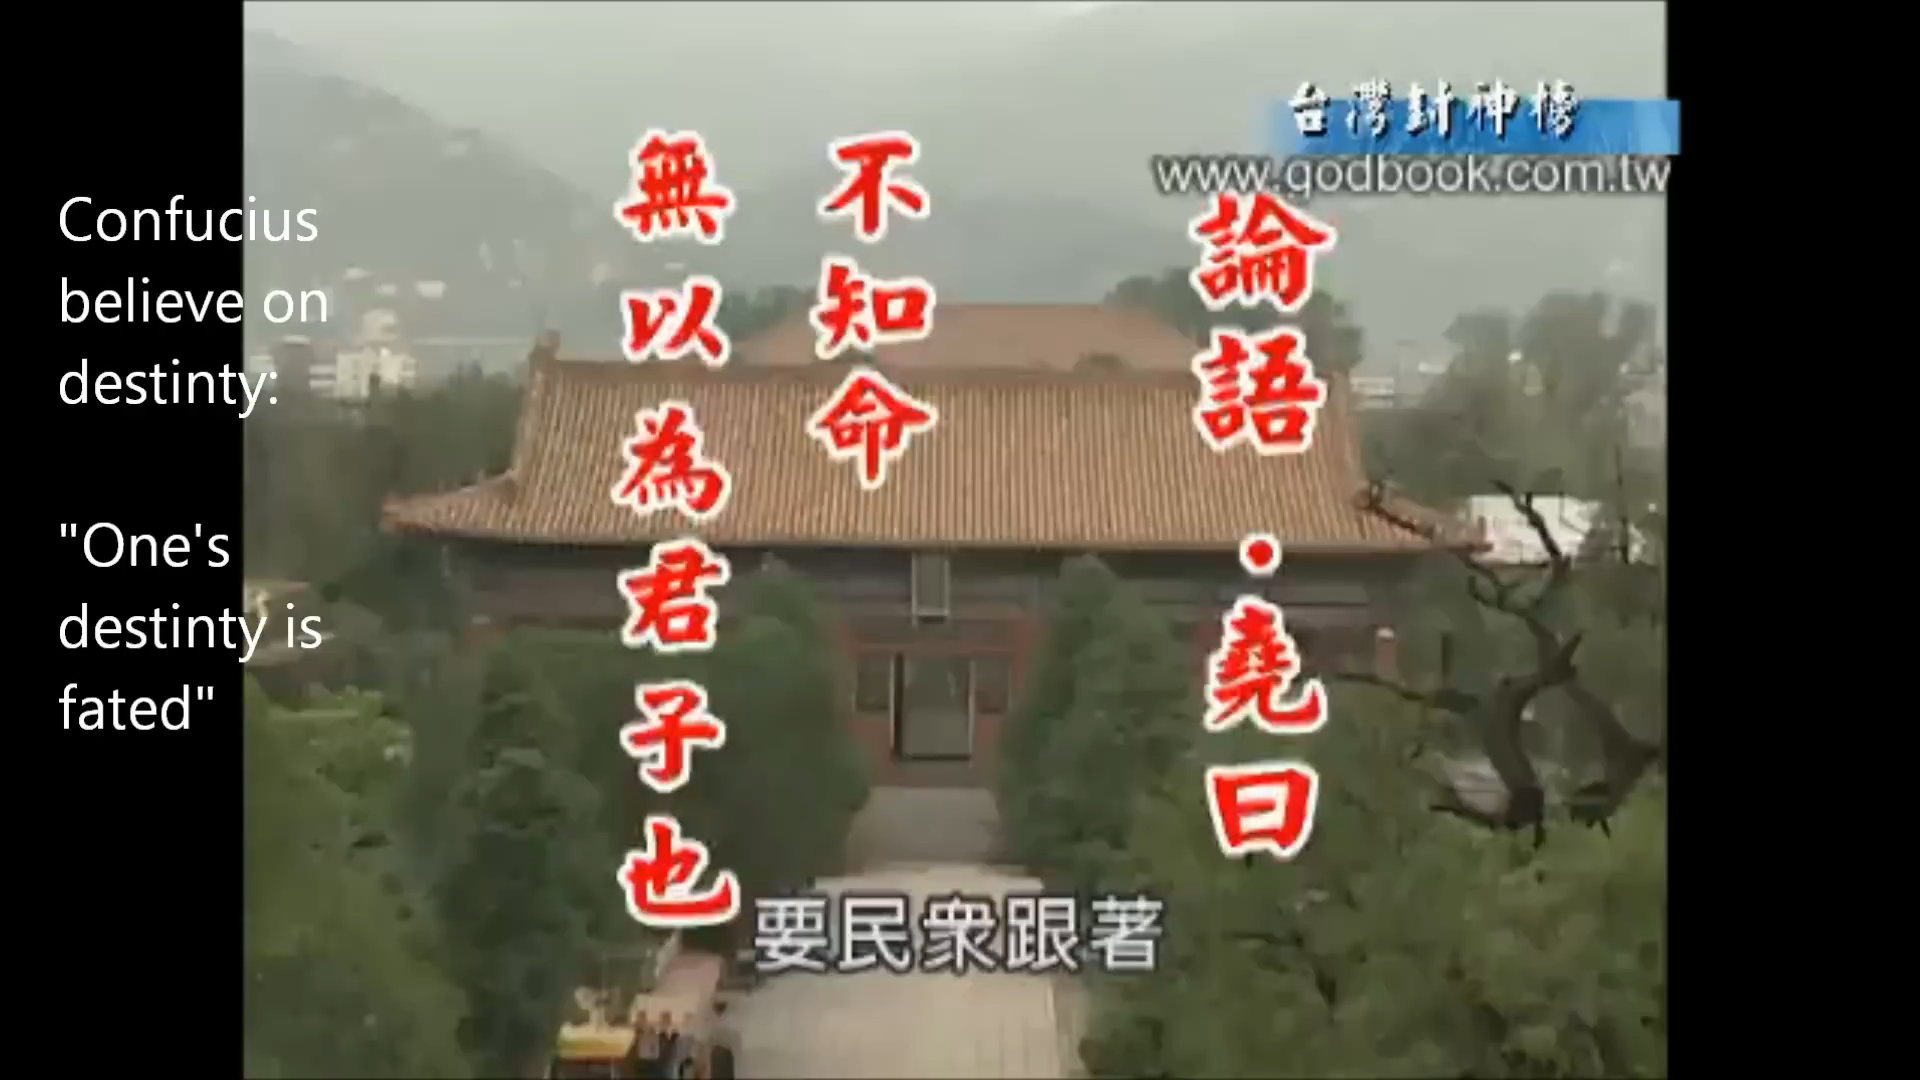 台灣封神榜
www.godbook.com.tw
論語・堯曰
不知命
無以為君子也
Confucius
believe on
destinty:
"One's
destinty is
fated"
要民衆跟著